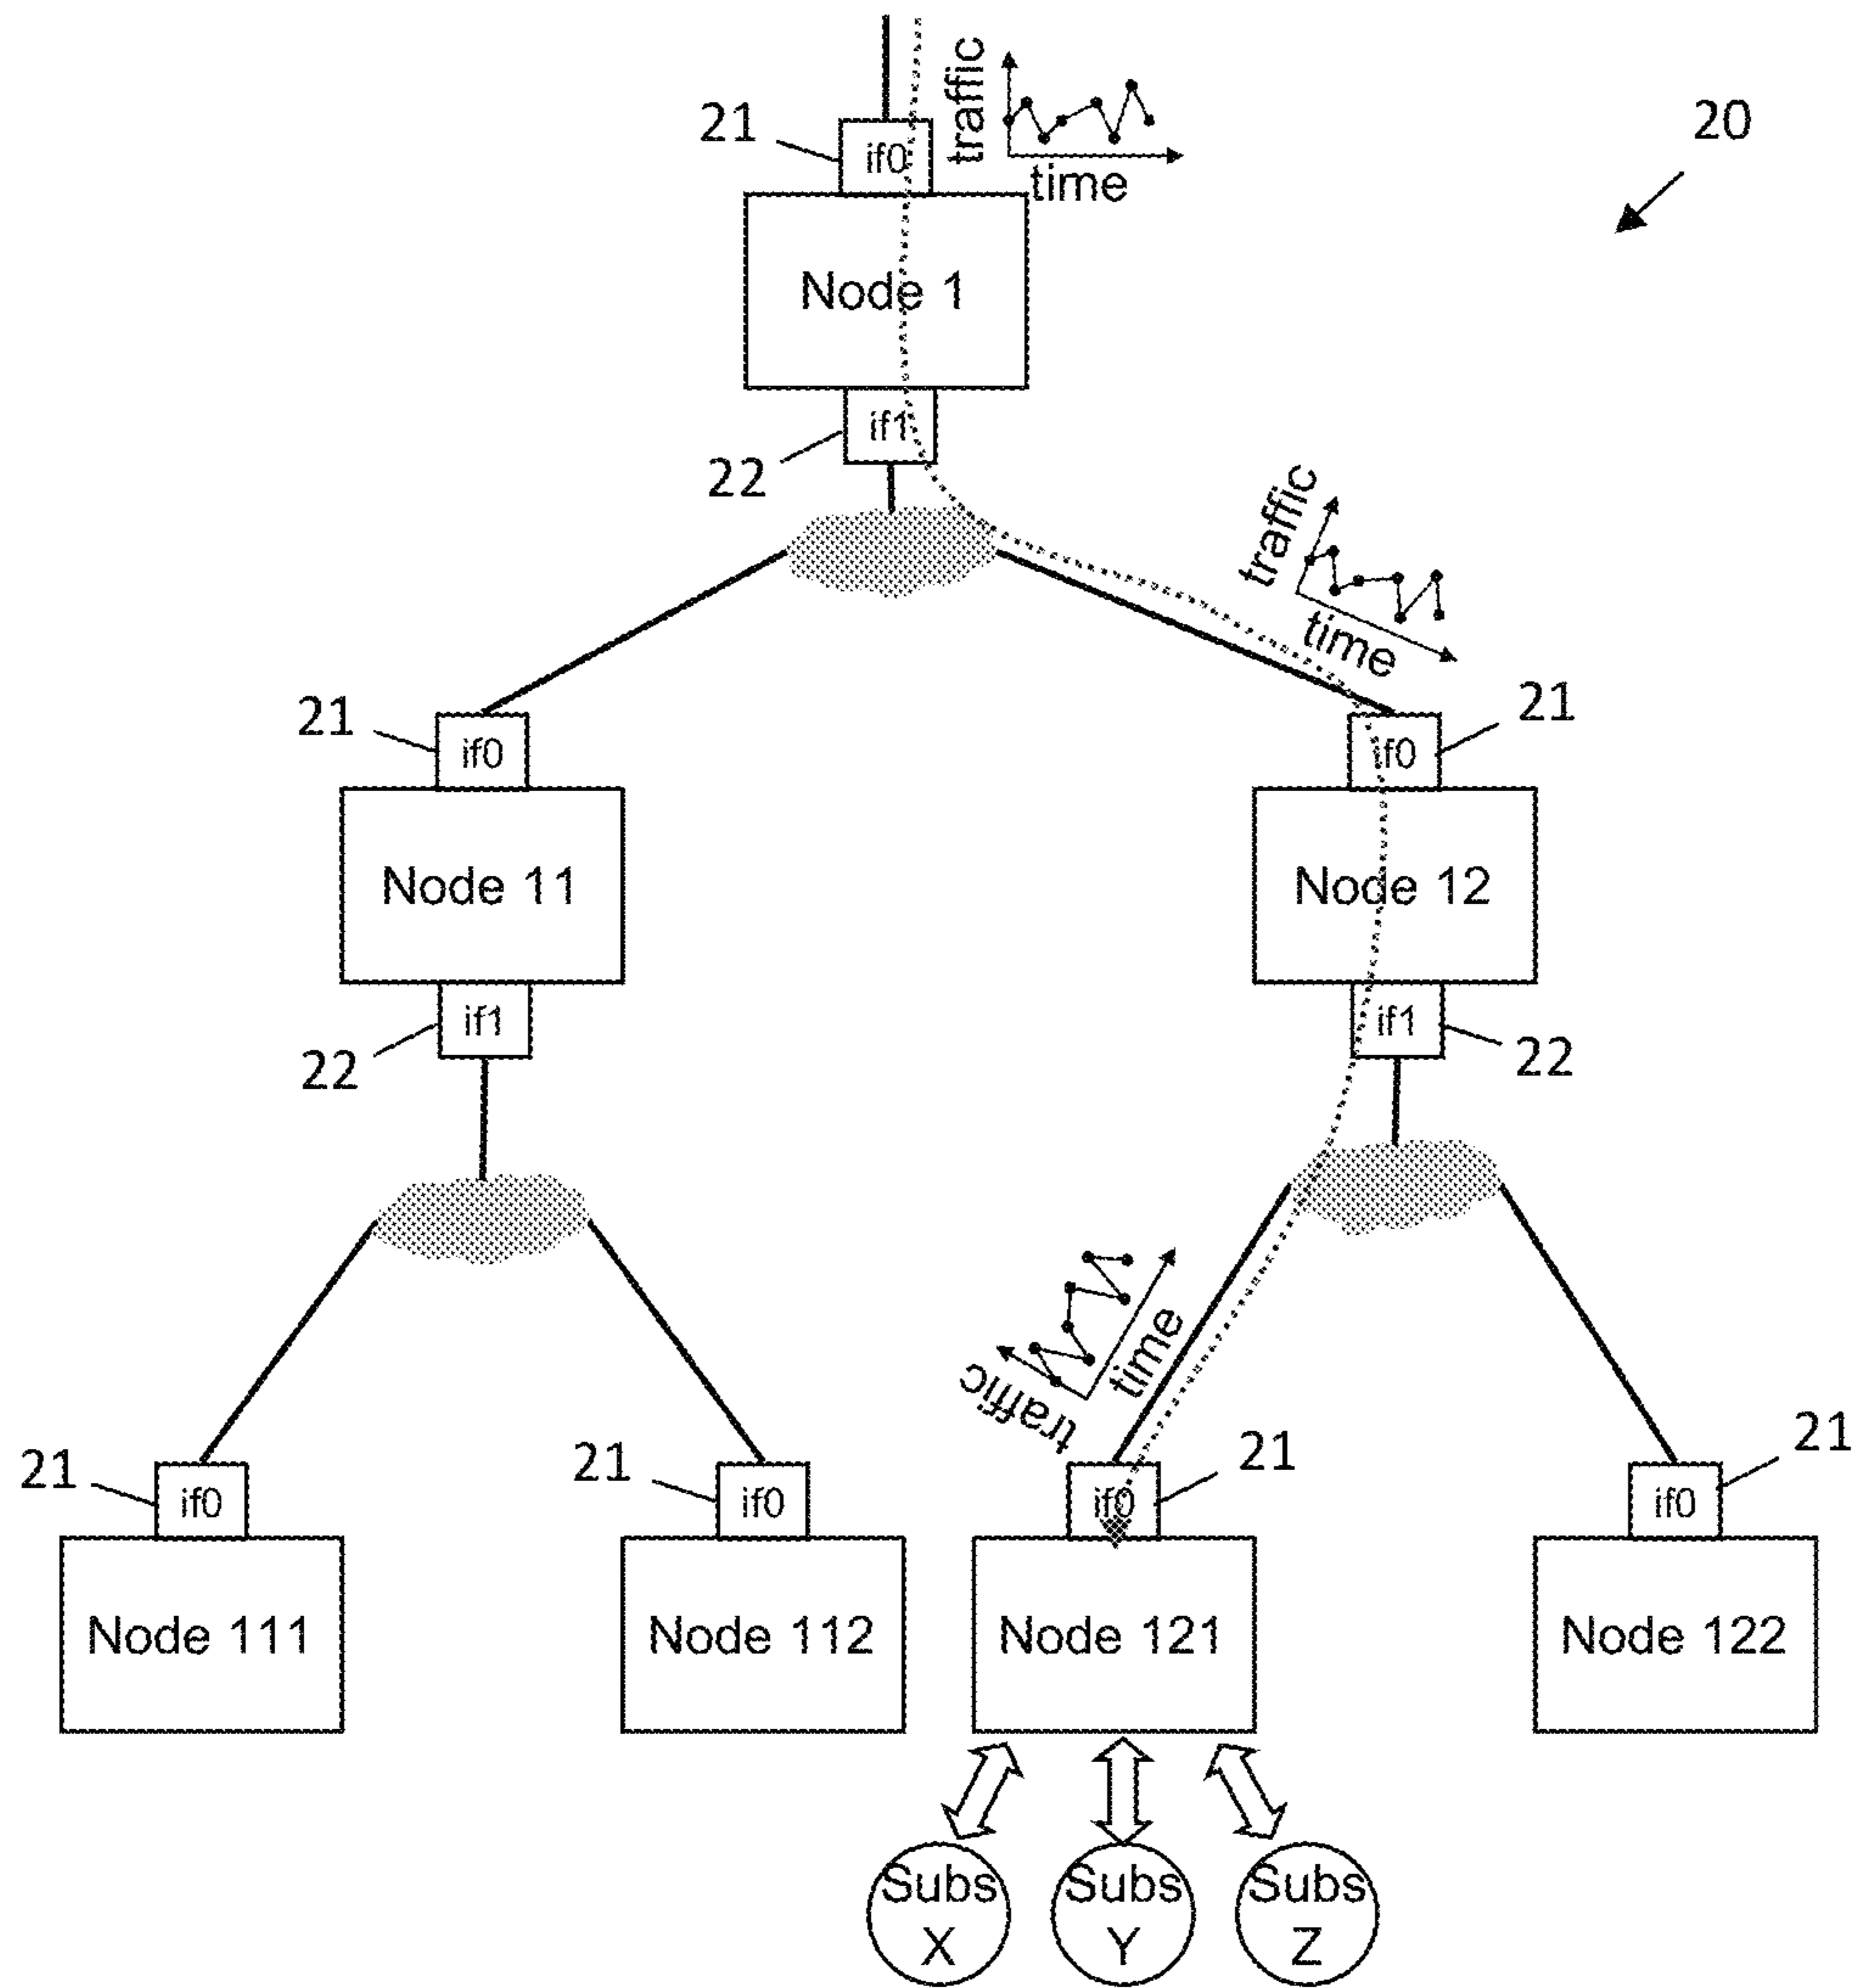 traffic
time
21
if0
20
Node 1
if1
22
traffic
time
21
if0
if0
21
Node 11
Node 12
if1
22
if1
22
traffic
time
21
if0
21
if0
if0
21
if0
21
Node 111
Node 112
Node 121
Node 122
Subs
X
Subs
Y
Subs
Z